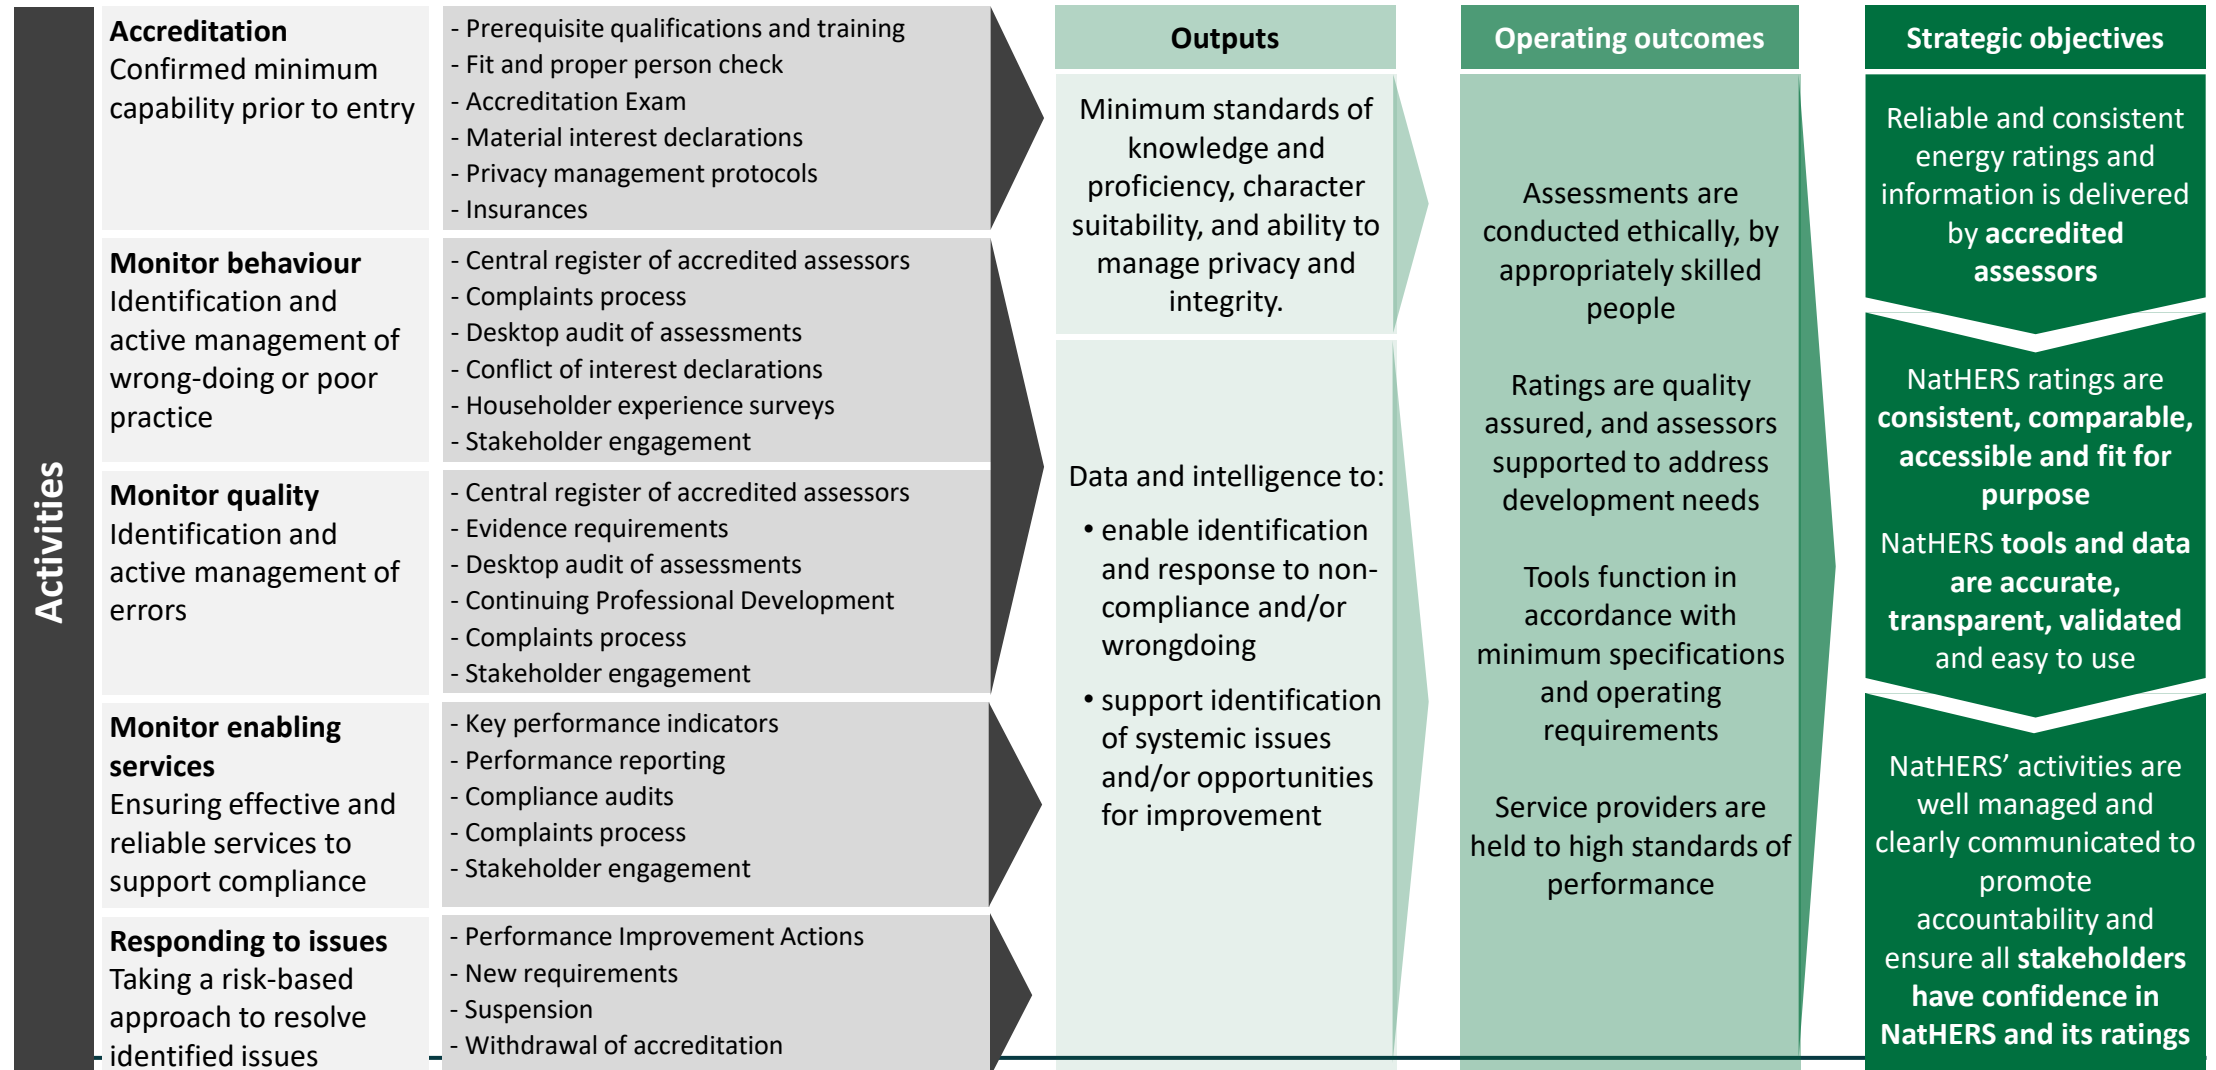 Activities
Accreditation
Confirmed minimum
capability prior to entry
- Prerequisite qualifications and training
- Fit and proper person check
- Accreditation Exam
- Material interest declarations
- Privacy management protocols
- Insurances
Monitor behaviour
Identification and
active management of
wrong-doing or poor
practice
- Central register of accredited assessors
- Complaints process
- Desktop audit of assessments
- Conflict of interest declarations
- Householder experience surveys
- Stakeholder engagement
Monitor quality
Identification and
active management of
errors
- Central register of accredited assessors
- Evidence requirements
- Desktop audit of assessments
- Continuing Professional Development
- Complaints process
- Stakeholder engagement
Monitor enabling
services
Ensuring effective and
reliable services to
support compliance
- Key performance indicators
- Performance reporting
- Compliance audits
- Complaints process
- Stakeholder engagement
Responding to issues
Taking a risk-based
approach to resolve
identified issues
- Performance Improvement Actions
- New requirements
- Suspension
- Withdrawal of accreditation
Outputs
Minimum standards of
knowledge and
proficiency, character
suitability, and ability to
manage privacy and
integrity.
Data and intelligence to:
• enable identification
and response to non-
compliance and/or
wrongdoing
• support identification
of systemic issues
and/or opportunities
for improvement
Operating outcomes
Assessments are
conducted ethically, by
appropriately skilled
people
Ratings are quality
assured, and assessors
supported to address
development needs
Tools function in
accordance with
minimum specifications
and operating
requirements
Service providers are
held to high standards of
performance
Strategic objectives
Reliable and consistent
energy ratings and
information is delivered
by accredited
assessors
NatHERS ratings are
consistent, comparable,
accessible and fit for
purpose
NatHERS tools and data
are accurate,
transparent, validated
and easy to use
NatHERS’ activities are
well managed and
clearly communicated to
promote
accountability and
ensure all stakeholders
have confidence in
NatHERS and its ratings